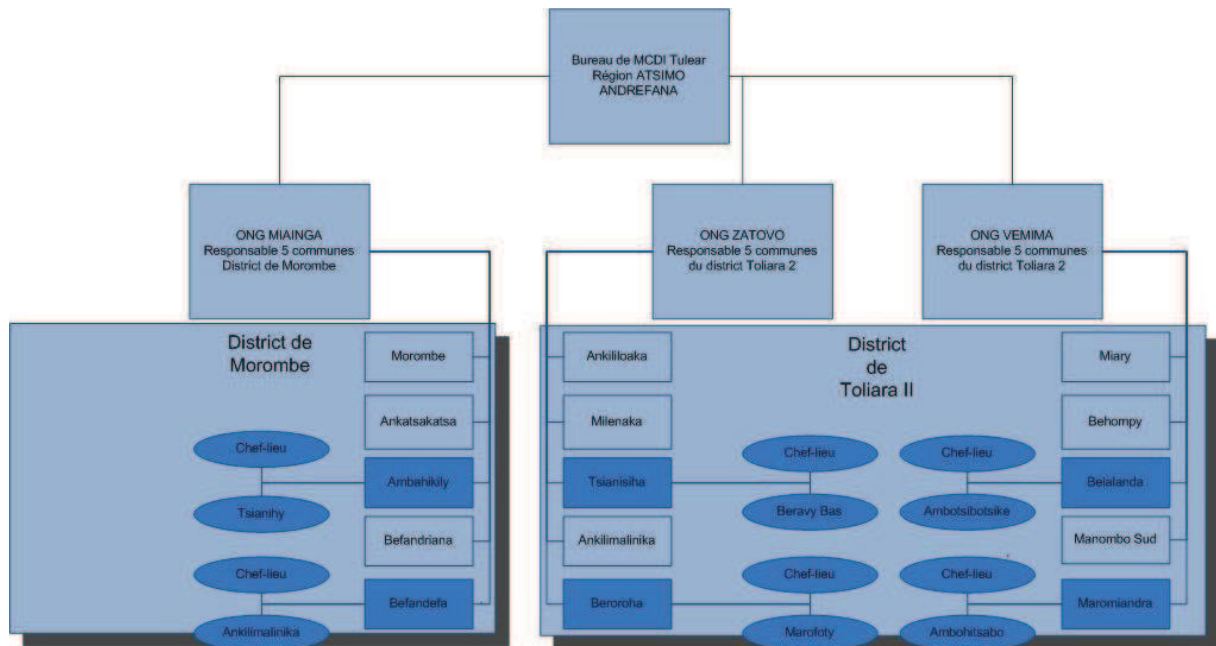 Bureau de MCDI Tulear
Région ATSIMO
ANDREFANA
ONG MIAINGA
Responsable 5 communes
District de Morombe
ONG ZATOVO
Responsable 5 communes
du district Toliara 2
ONG VEMIMA
Responsable 5 communes
du district Toliara 2
District de
Morombe
Morombe
Ankatsakatsa
Chef-lieu
Ambahikily
Tsianihy
Befandriana
Chef-lieu
Befandefa
Ankilimalinika
District
de
Toliara II
Ankililoaka
Milenaka
Tsianisiha
Chef-lieu
Beravy Bas
Ankilimalinika
Beroroha
Chef-lieu
Marofoty
Miary
Behompy
Chef-lieu
Belalanda
Ambotsibotsike
Manombo Sud
Chef-lieu
Maromiandra
Ambohitsabo